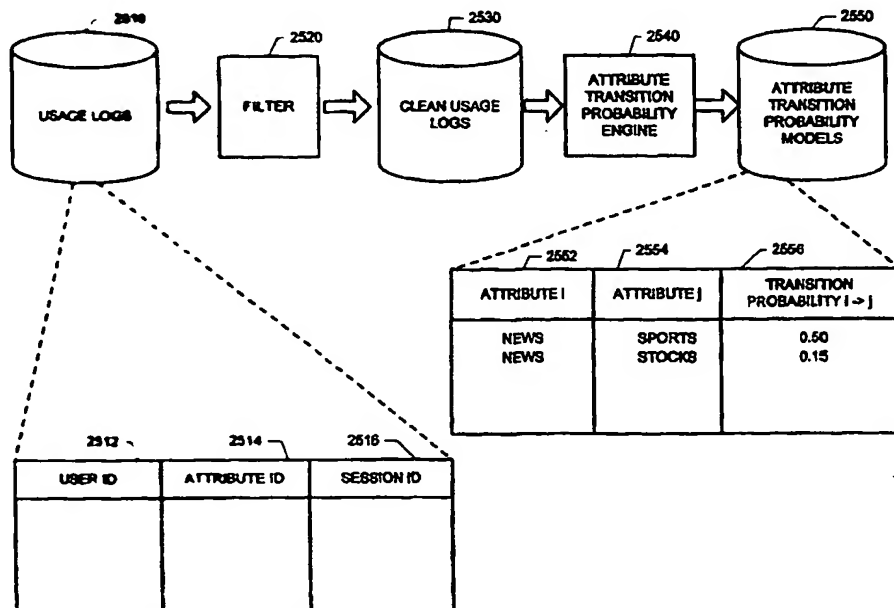 2510
2520
2530
2540
2550
USAGE LOGS
FILTER
CLEAN USAGE
LOGS
ATTRIBUTE
TRANSITION
PROBABILITY
ENGINE
ATTRIBUTE
TRANSITION
PROBABILITY
MODELS
2552
2554
2556
ATTRIBUTE i
ATTRIBUTE j
TRANSITION
PROBABILITY i -> j
NEWS SPORTS 0.50
NEWS STOCKS 0.15
2512
2514
2516
USER ID
ATTRIBUTE ID
SESSION ID